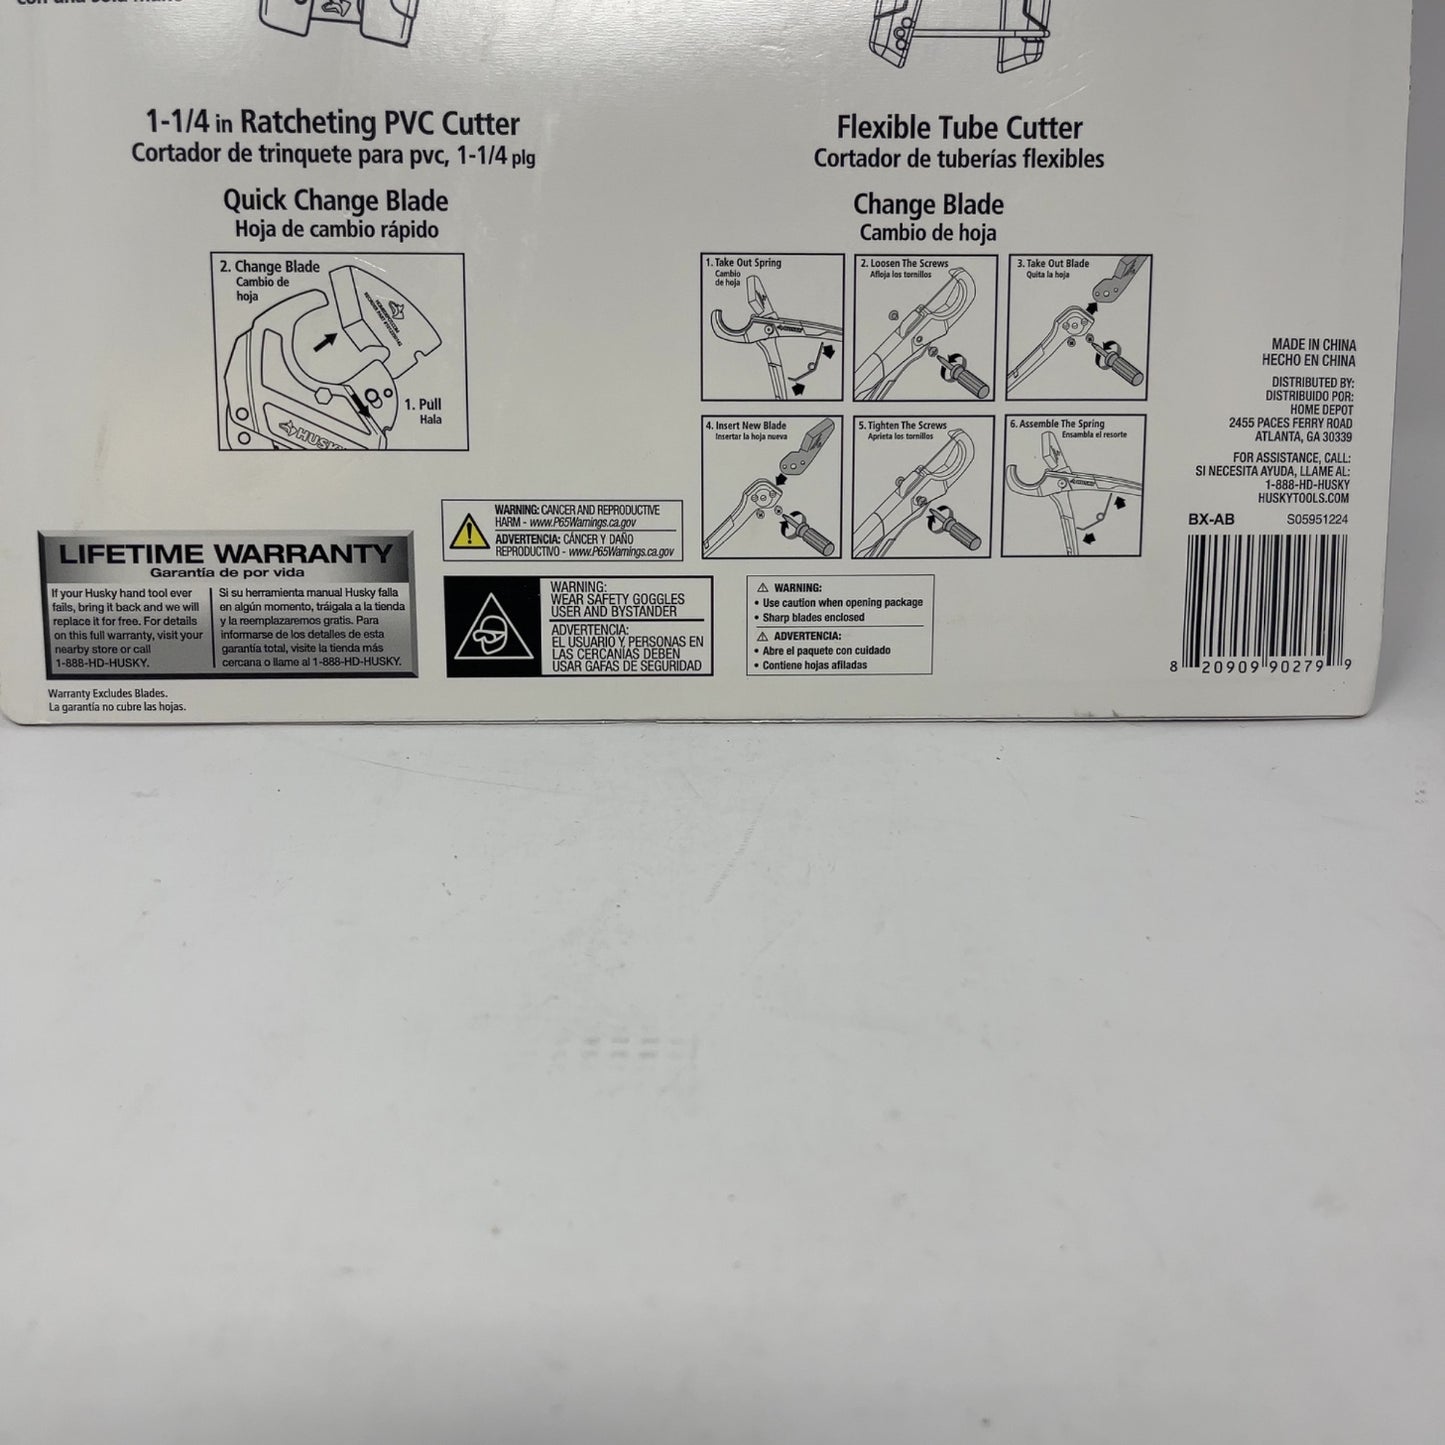 con una sola mano
1-1/4 in Ratcheting PVC Cutter
Cortador de trinquete para pvc, 1-1/4 plg
Quick Change Blade
Hoja de cambio rápido
2. Change Blade
Cambio de
hoja
1. Pull
Hala
HUSKY
Flexible Tube Cutter
Cortador de tuberías flexibles
Change Blade
Cambio de hoja
1. Take Out Spring
Cambio
de hoja
2. Loosen The Screws
Afloja los tornillos
3. Take Out Blade
Quita la hoja
4. Insert New Blade
Insertar la hoja nueva
5. Tighten The Screws
Aprieta los tornillos
6. Assemble The Spring
Ensambla el resorte
MADE IN CHINA
HECHO EN CHINA
DISTRIBUTED BY:
DISTRIBUIDO POR:
HOME DEPOT
2455 PACES FERRY ROAD
ATLANTA, GA 30339
FOR ASSISTANCE, CALL:
SI NECESITA AYUDA, LLAME AL:
1-888-HD-HUSKY
HUSKYTOOLS.COM
BX-AB S05951224
8 20909 90279 9
WARNING: CANCER AND REPRODUCTIVE
HARM - www.P65Warnings.ca.gov
ADVERTENCIA: CÁNCER Y DAÑO
REPRODUCTIVO - www.P65Warnings.ca.gov
LIFETIME WARRANTY
Garantía de por vida
If your Husky hand tool ever
fails, bring it back and we will
replace it for free. For details
on this full warranty, visit your
nearby store or call
1-888-HD-HUSKY.
Si su herramienta manual Husky falla
en algún momento, tráigala a la tienda
y la reemplazaremos gratis. Para
informarse de los detalles de esta
garantía total, visite la tienda más
cercana o llame al 1-888-HD-HUSKY.
Warranty Excludes Blades.
La garantía no cubre las hojas.
WARNING:
WEAR SAFETY GOGGLES
USER AND BYSTANDER
ADVERTENCIA:
EL USUARIO Y PERSONAS EN
LAS CERCANÍAS DEBEN
USAR GAFAS DE SEGURIDAD
⚠ WARNING:
• Use caution when opening package
• Sharp blades enclosed
⚠ ADVERTENCIA:
• Abre el paquete con cuidado
• Contiene hojas afiladas